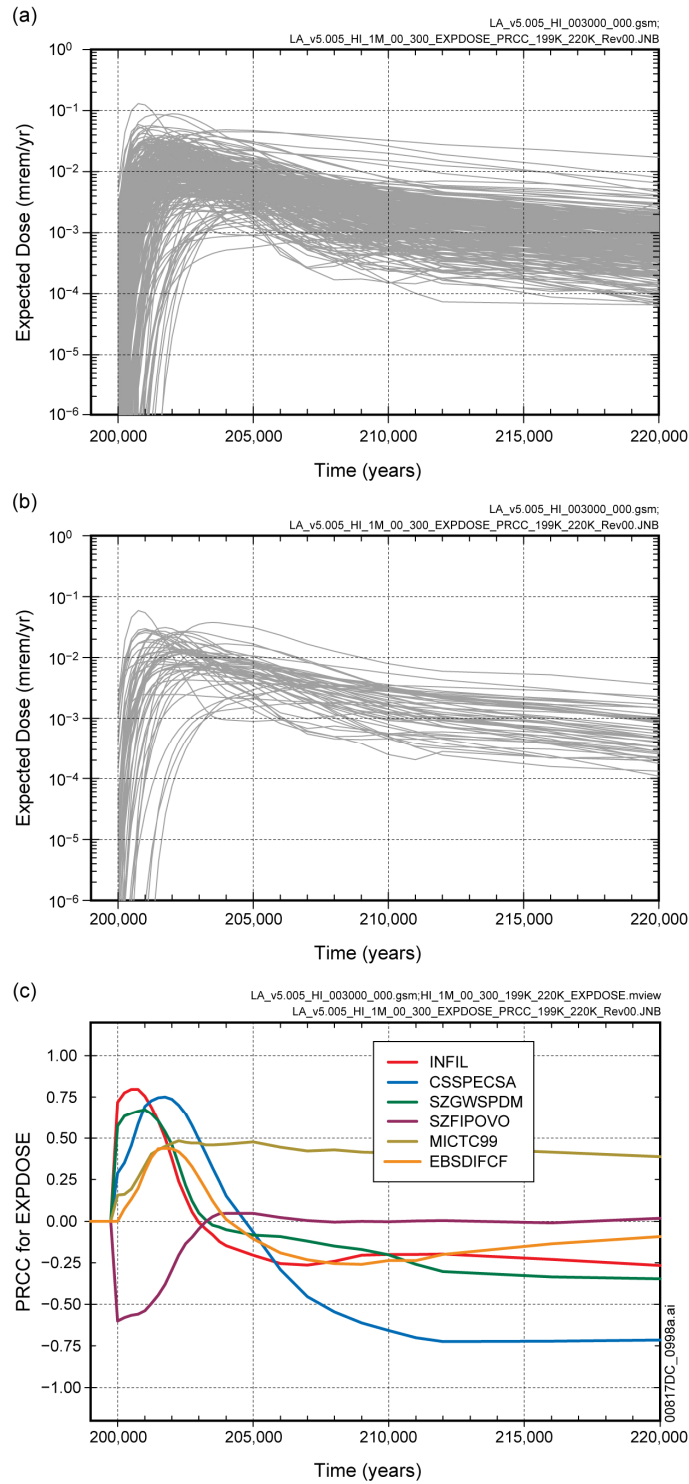 (a)
LA_v5.005_HI_003000_000.gsm;
LA_v5.005_HI_1M_00_300_EXPDOSE_PRCC_199K_220K_Rev00.JNB
Expected Dose (mrem/yr)
10⁰
10⁻¹
10⁻²
10⁻³
10⁻⁴
10⁻⁵
10⁻⁶
200,000 205,000 210,000 215,000 220,000
Time (years)
(b)
LA_v5.005_HI_003000_000.gsm;
LA_v5.005_HI_1M_00_300_EXPDOSE_PRCC_199K_220K_Rev00.JNB
Expected Dose (mrem/yr)
10⁰
10⁻¹
10⁻²
10⁻³
10⁻⁴
10⁻⁵
10⁻⁶
200,000 205,000 210,000 215,000 220,000
Time (years)
(c)
LA_v5.005_HI_003000_000.gsm;HI_1M_00_300_199K_220K_EXPDOSE.mview
LA_v5.005_HI_1M_00_300_EXPDOSE_PRCC_199K_220K_Rev00.JNB
PRCC for EXPDOSE
1.00
0.75
0.50
0.25
0.00
−0.25
−0.50
−0.75
−1.00
INFIL
CSSPECSA
SZGWSPDM
SZFIPOVO
MICTC99
EBSDIFCF
200,000 205,000 210,000 215,000 220,000
Time (years)
00817DC_0998a.ai